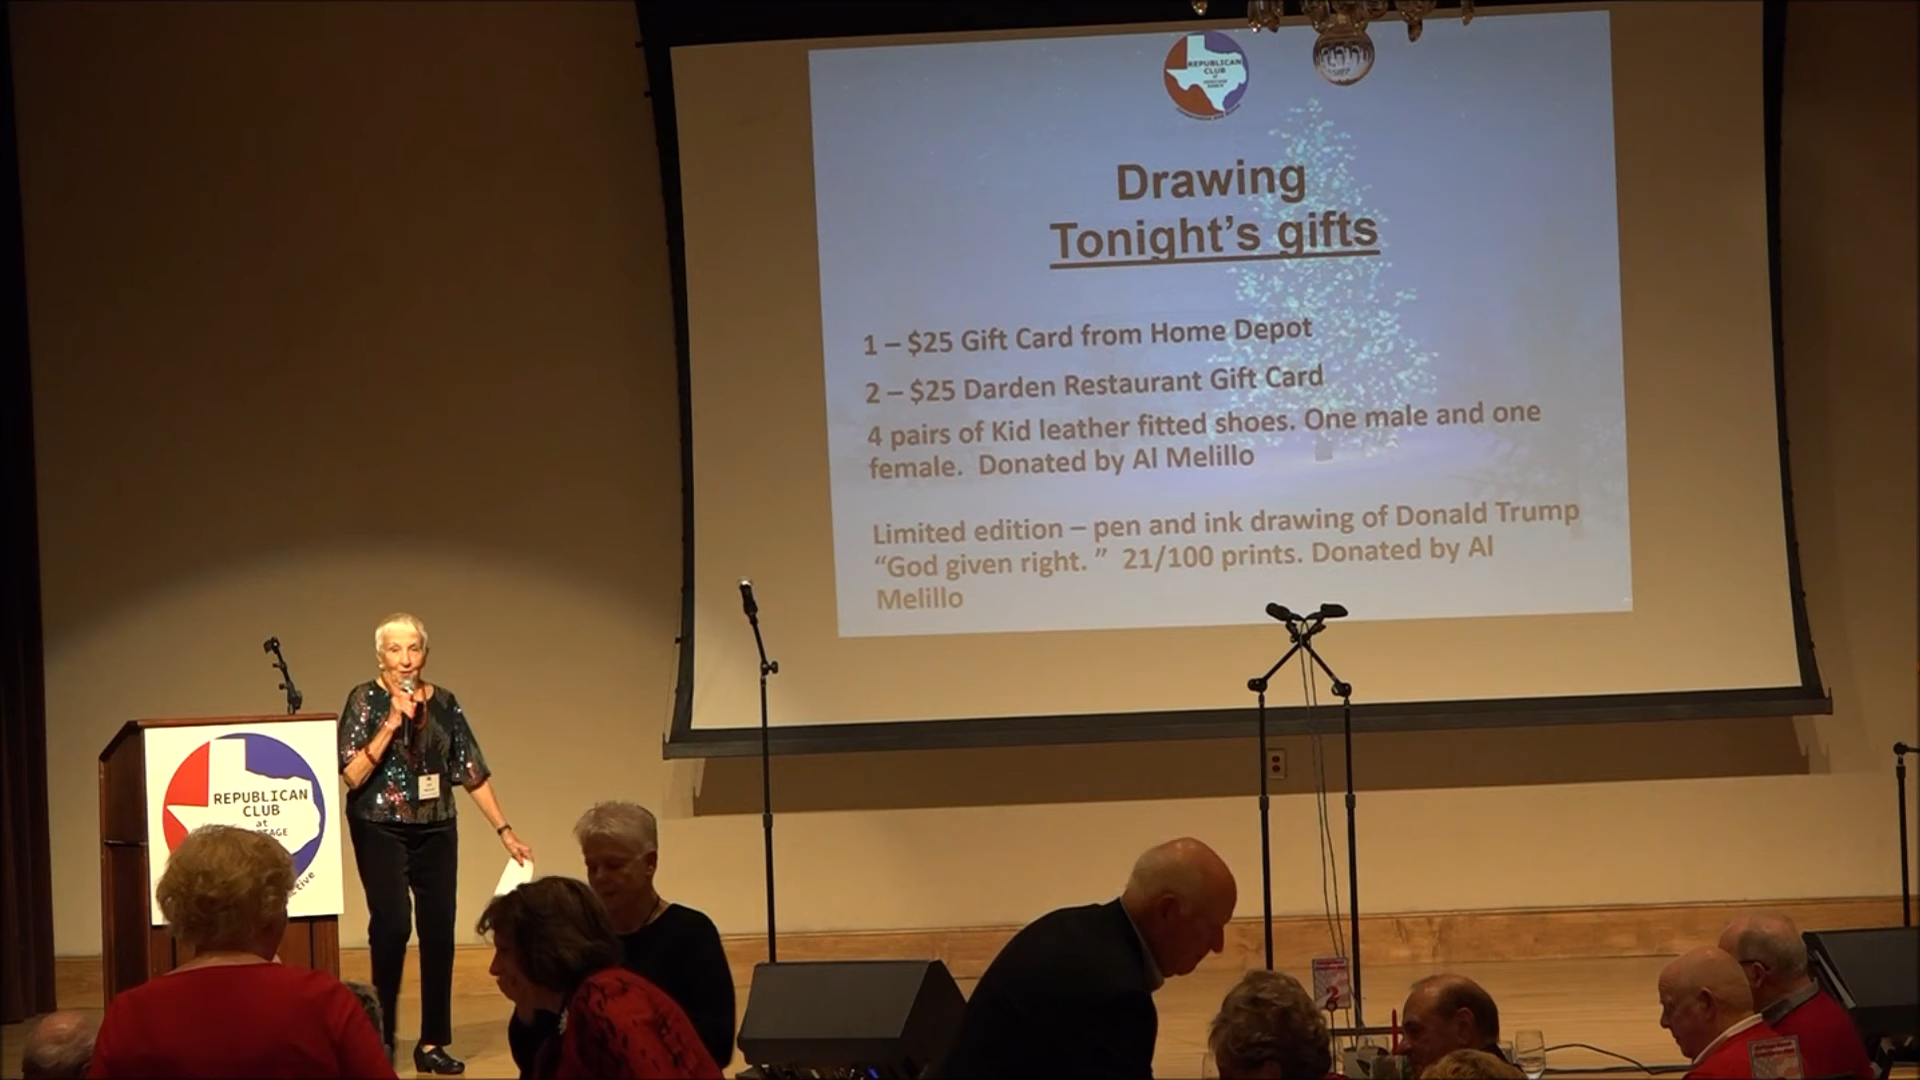 REPUBLICAN
CLUB
Drawing
Tonight's gifts
1 – $25 Gift Card from Home Depot
2 – $25 Darden Restaurant Gift Card
4 pairs of Kid leather fitted shoes. One male and one
female. Donated by Al Melillo
Limited edition – pen and ink drawing of Donald Trump
“God given right. ” 21/100 prints. Donated by Al
Melillo
REPUBLICAN
CLUB
at
2